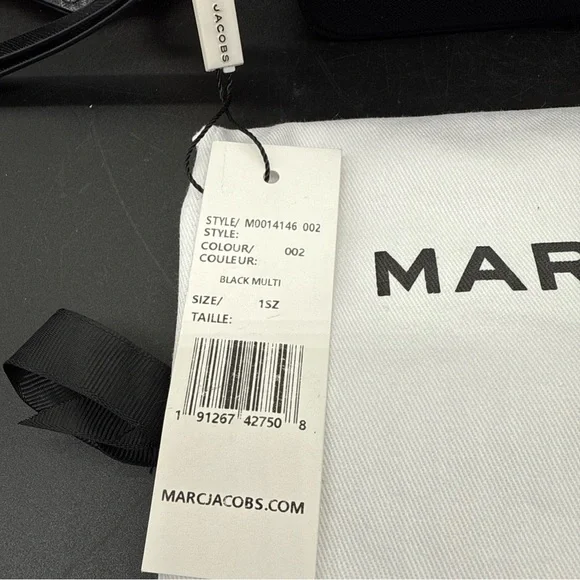 JACOBS
STYLE/ M0014146 002
STYLE:
COLOUR/ 002
COULEUR:
BLACK MULTI
SIZE/ 1SZ
TAILLE:
1 91267 42750 8
MARCJACOBS.COM
MAR